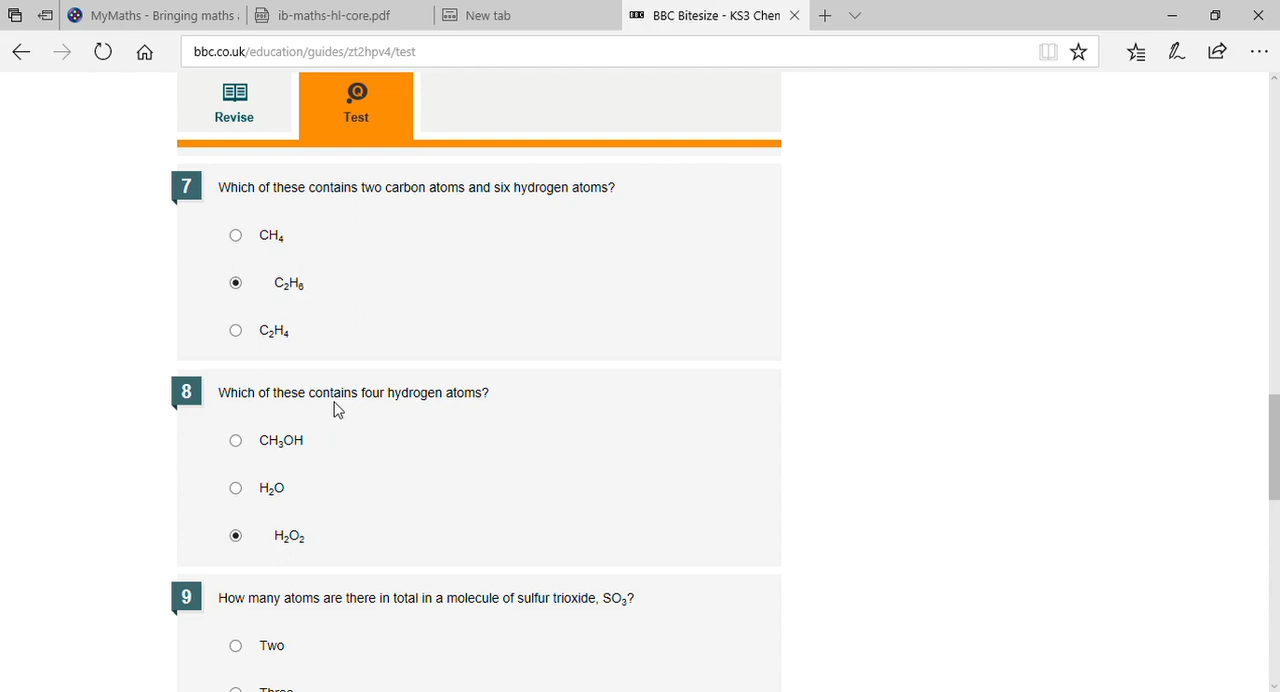 MyMaths - Bringing maths
ib-maths-hl-core.pdf
New tab
BBC Bitesize - KS3 Chen
bbc.co.uk/education/guides/zt2hpv4/test
Revise
Test
7 Which of these contains two carbon atoms and six hydrogen atoms?
CH₄
C₂H₆
C₂H₄
8 Which of these contains four hydrogen atoms?
CH₃OH
H₂O
H₂O₂
9 How many atoms are there in total in a molecule of sulfur trioxide, SO₃?
Two
Three